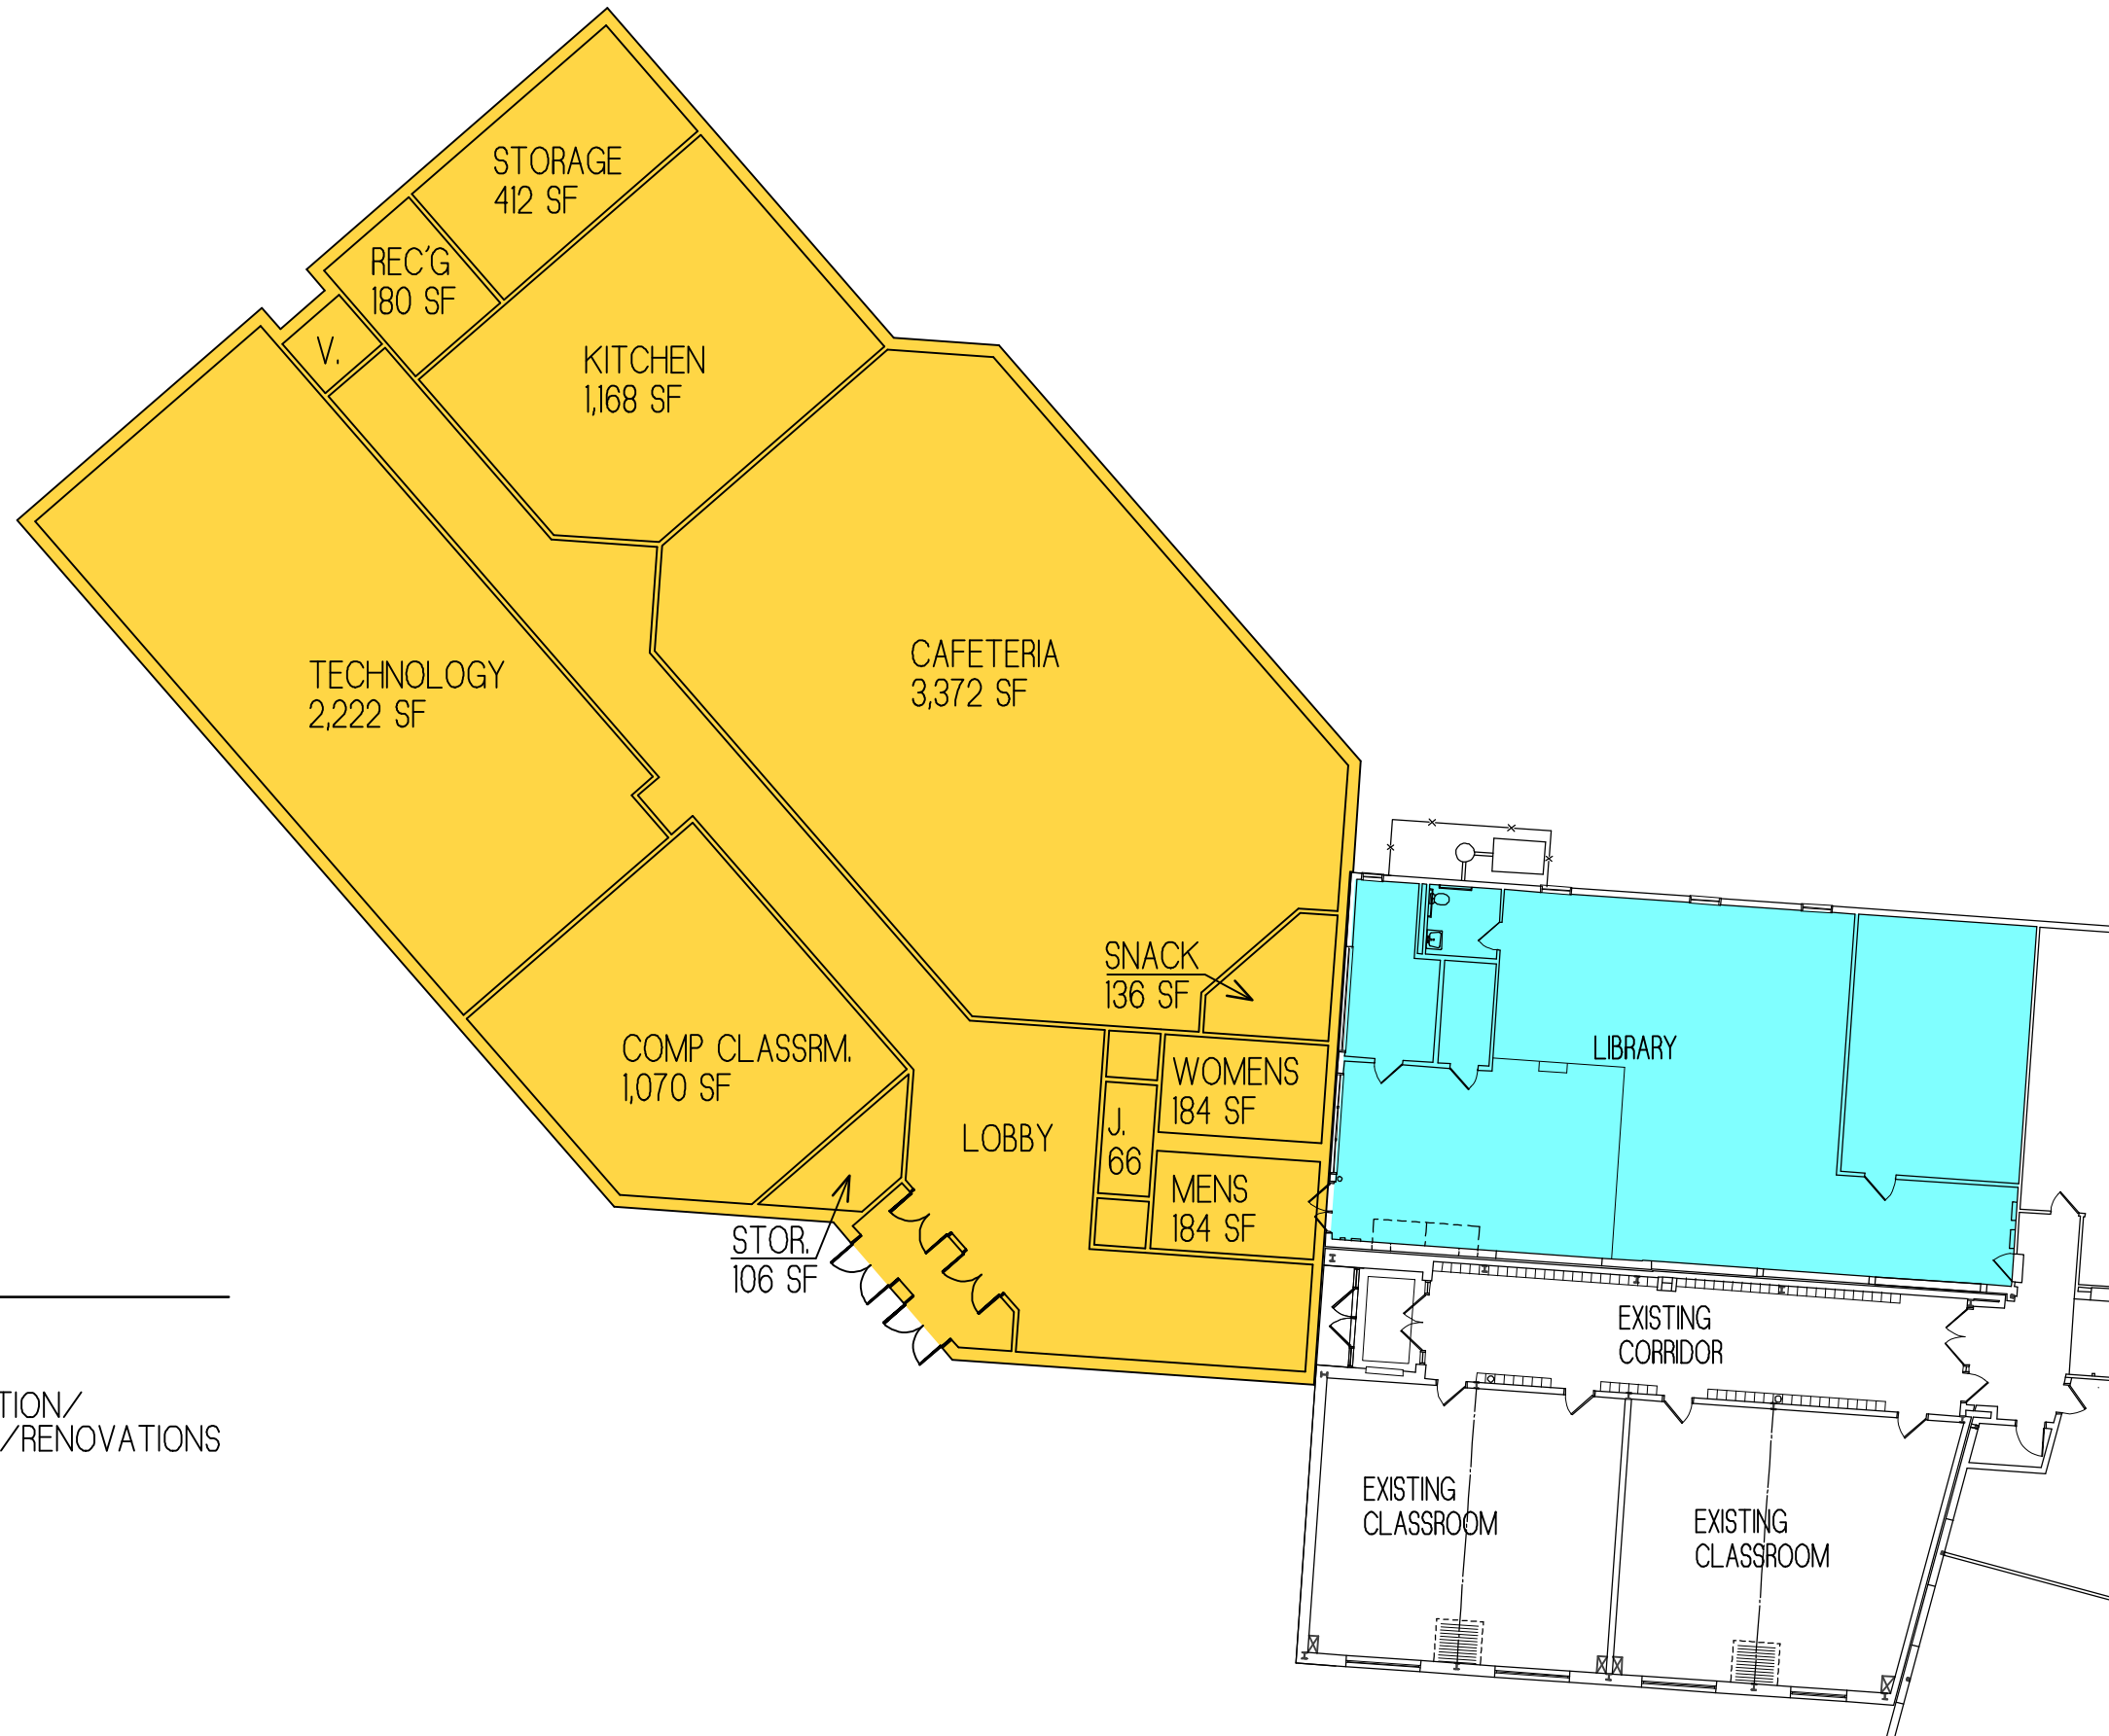 STORAGE
412 SF
REC'G
180 SF
V.
KITCHEN
1,168 SF
TECHNOLOGY
2,222 SF
CAFETERIA
3,372 SF
SNACK
136 SF
COMP CLASSRM.
1,070 SF
LOBBY
J.
66
WOMENS
184 SF
MENS
184 SF
STOR.
106 SF
LIBRARY
EXISTING
CORRIDOR
EXISTING
CLASSROOM
EXISTING
CLASSROOM
TION/
/RENOVATIONS